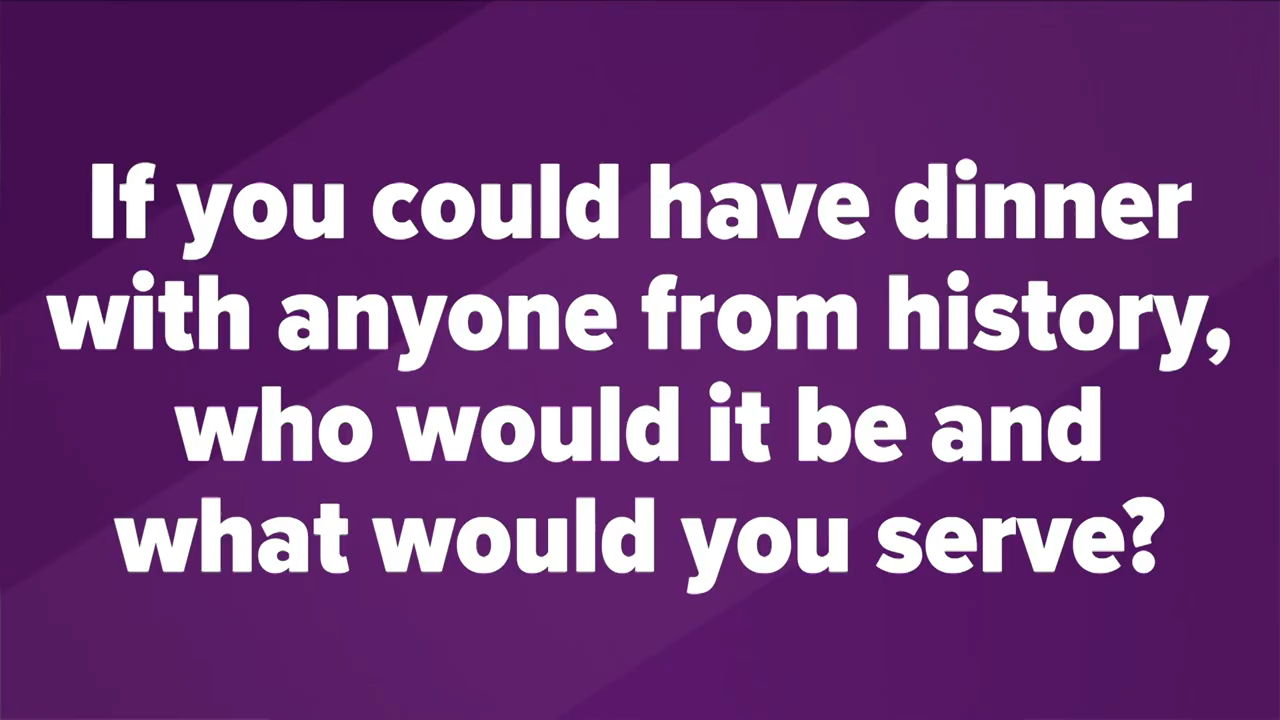 If you could have dinner
with anyone from history,
who would it be and
what would you serve?